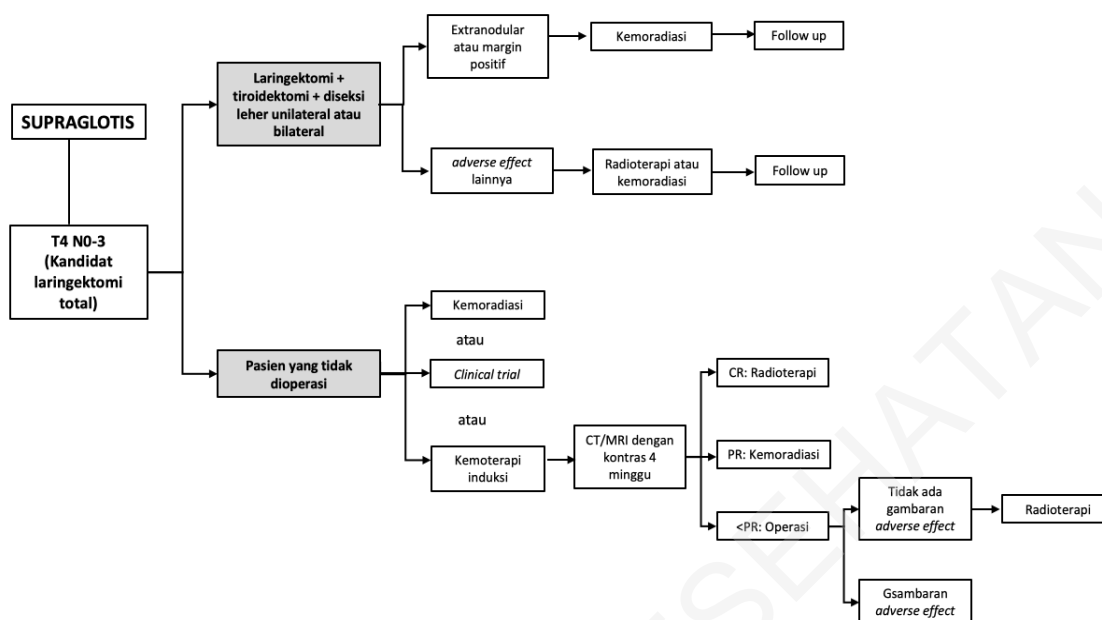 SUPRAGLOTIS
T4 N0-3
(Kandidat
laringektomi
total)
Laringektomi +
tiroidektomi + diseksi
leher unilateral atau
bilateral
Extranodular
atau margin
positif
Kemoradiasi
Follow up
adverse effect
lainnya
Radioterapi atau
kemoradiasi
Follow up
Pasien yang tidak
dioperasi
Kemoradiasi
atau
Clinical trial
atau
Kemoterapi
induksi
CT/MRI dengan
kontras 4
minggu
CR: Radioterapi
PR: Kemoradiasi
<PR: Operasi
Tidak ada
gambaran
adverse effect
Radioterapi
Gsambaran
adverse effect
SEHATAN